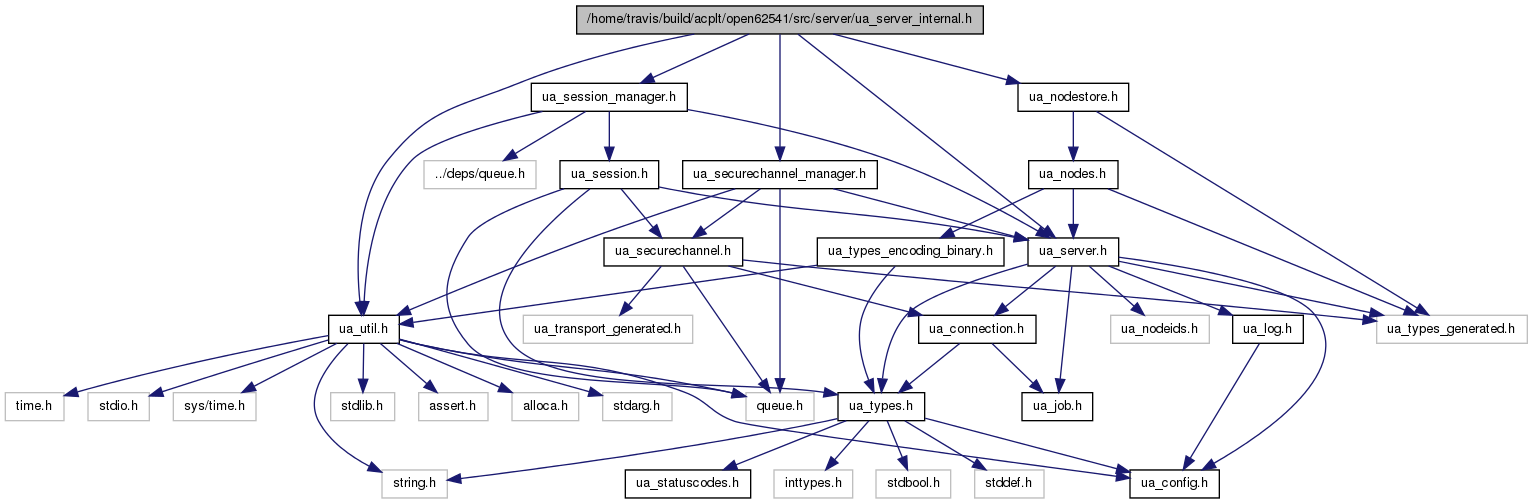 /home/travis/build/acplt/open62541/src/server/ua_server_internal.h
ua_session_manager.h
ua_nodestore.h
../deps/queue.h
ua_session.h
ua_securechannel_manager.h
ua_nodes.h
ua_securechannel.h
ua_types_encoding_binary.h
ua_server.h
ua_util.h
ua_transport_generated.h
ua_connection.h
ua_nodeids.h
ua_log.h
ua_types_generated.h
time.h
stdio.h
sys/time.h
stdlib.h
assert.h
alloca.h
stdarg.h
queue.h
ua_types.h
ua_job.h
string.h
ua_statuscodes.h
inttypes.h
stdbool.h
stddef.h
ua_config.h